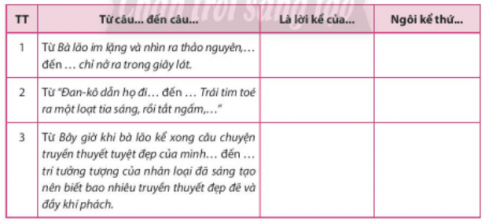 TT Từ câu... đến câu... Là lời kể của... Ngôi kể thứ...
1 Từ Bà lão im lặng và nhìn ra thảo nguyên,...
đến ... chỉ nở ra trong giây lát.
2 Từ "Đan-kô dẫn họ đi... đến ... Trái tim toé
ra một loạt tia sáng, rồi tắt ngấm,..."
3 Từ Bây giờ khi bà lão kể xong câu chuyện
truyền thuyết tuyệt đẹp của mình... đến ...
trí tưởng tượng của nhân loại đã sáng tạo
nên biết bao nhiêu truyền thuyết đẹp đẽ và
đầy khí phách.